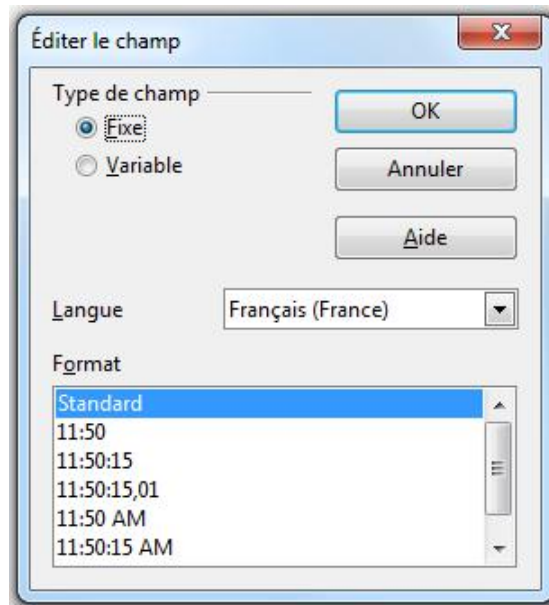 Éditer le champ
Type de champ
OK
Fixe
Variable
Annuler
Aide
Langue
Français (France)
Format
Standard
11:50
11:50:15
11:50:15,01
11:50 AM
11:50:15 AM